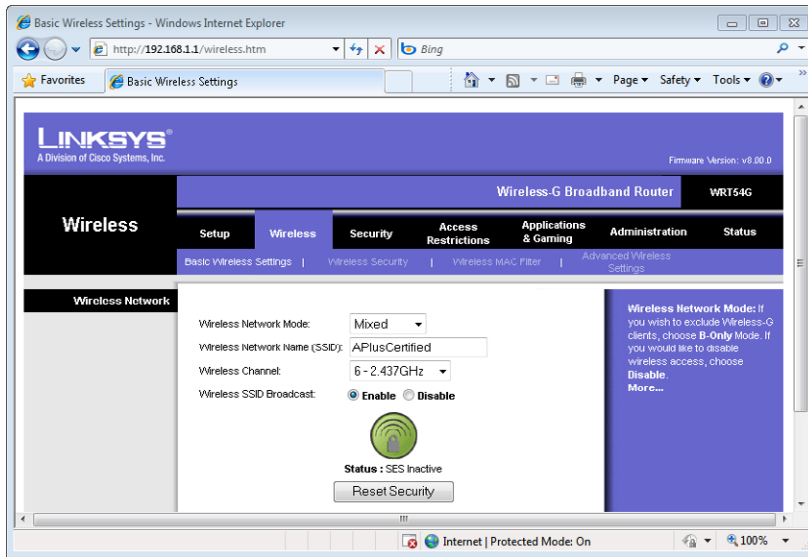 Basic Wireless Settings - Windows Internet Explorer
http://192.168.1.1/wireless.htm
Bing
Favorites
Basic Wireless Settings
Page
Safety
Tools
»
LINKSYS®
A Division of Cisco Systems, Inc.
Firmware Version: v8.00.0
Wireless-G Broadband Router
WRT54G
Wireless
Setup
Wireless
Security
Access Restrictions
Applications & Gaming
Administration
Status
Basic Wireless Settings |
Wireless Security |
Wireless MAC Filter |
Advanced Wireless Settings
Wireless Network
Wireless Network Mode: Mixed
Wireless Network Name (SSID): APlusCertified
Wireless Channel: 6 - 2.437GHz
Wireless SSID Broadcast: Enable Disable
Status : SES Inactive
Reset Security
Wireless Network Mode: If
you wish to exclude Wireless-G
clients, choose B-Only Mode. If
you would like to disable
wireless access, choose
Disable.
More...
Internet | Protected Mode: On
100%